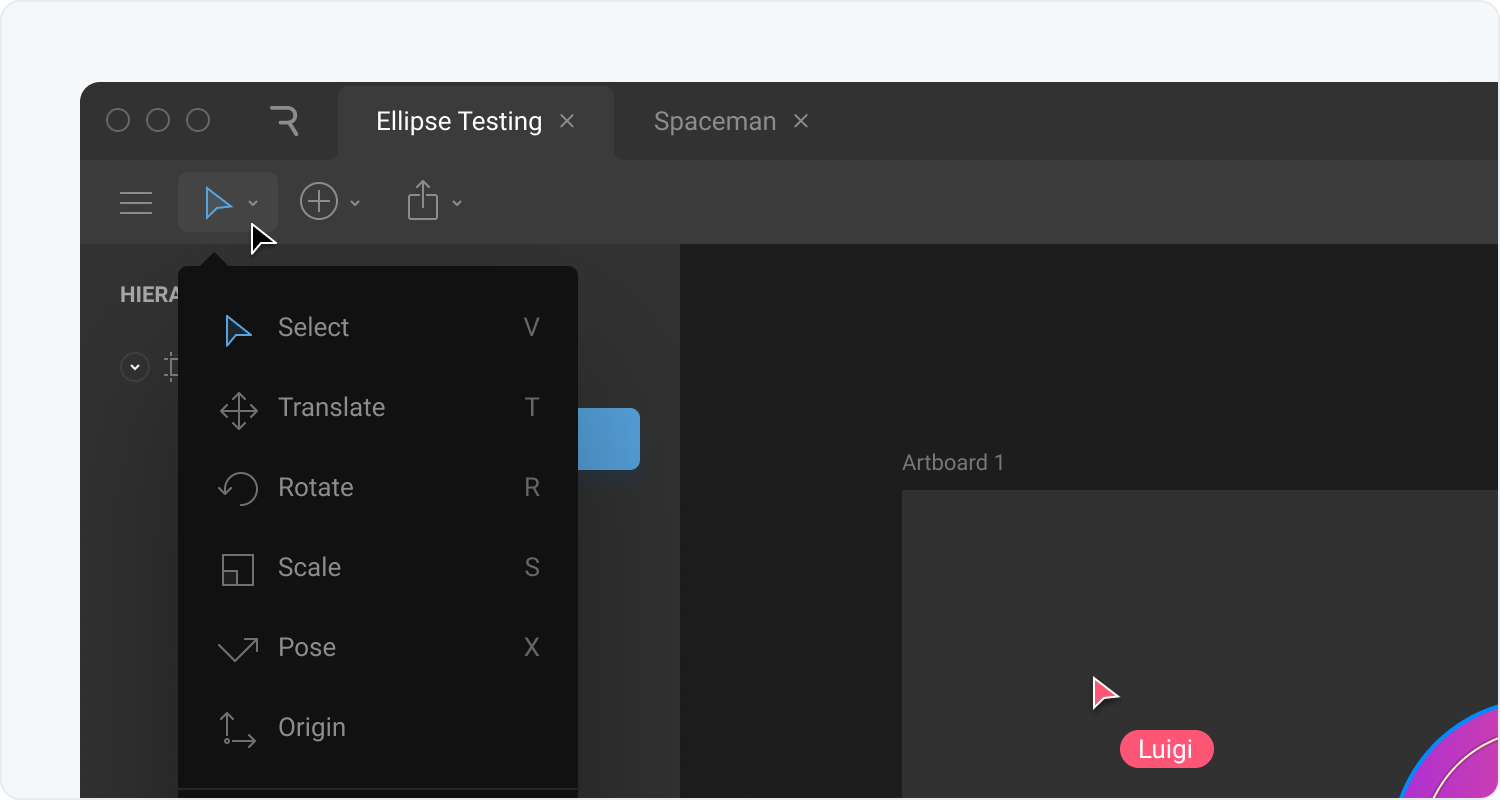 Ellipse Testing
Spaceman
HIERA
Select V
Translate T
Rotate R
Scale S
Pose X
Origin
Artboard 1
Luigi